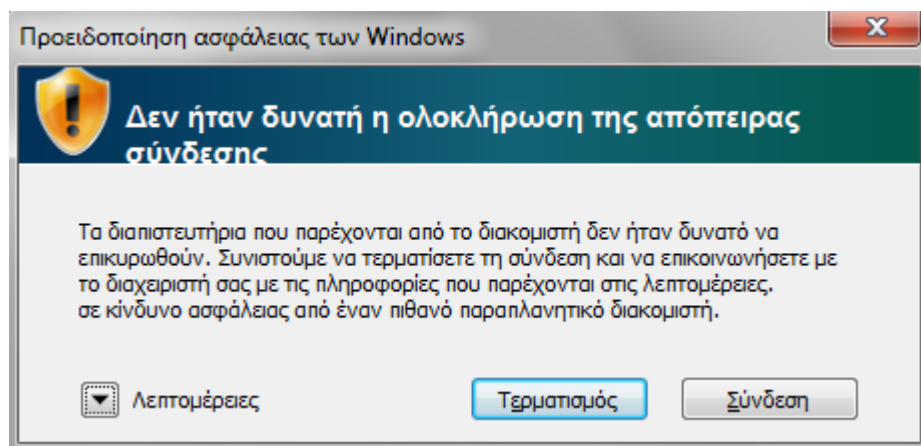 Προειδοποίηση ασφάλειας των Windows
Δεν ήταν δυνατή η ολοκλήρωση της απόπειρας
σύνδεσης
Τα διαπιστευτήρια που παρέχονται από το διακομιστή δεν ήταν δυνατό να
επικυρωθούν. Συνιστούμε να τερματίσετε τη σύνδεση και να επικοινωνήσετε με
το διαχειριστή σας με τις πληροφορίες που παρέχονται στις λεπτομέρειες.
σε κίνδυνο ασφάλειας από έναν πιθανό παραπλανητικό διακομιστή.
Λεπτομέρειες Τερματισμός Σύνδεση